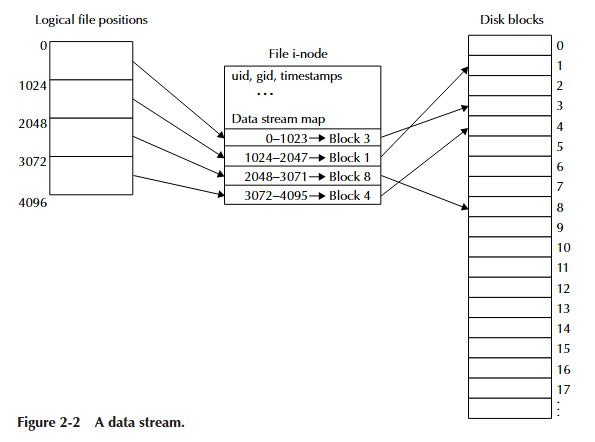 Logical file positions
0
1024
2048
3072
4096
File i-node
uid, gid, timestamps
...
Data stream map
0–1023 Block 3
1024–2047 Block 1
2048–3071 Block 8
3072–4095 Block 4
Disk blocks
0
1
2
3
4
5
6
7
8
9
10
11
12
13
14
15
16
17
Figure 2-2 A data stream.